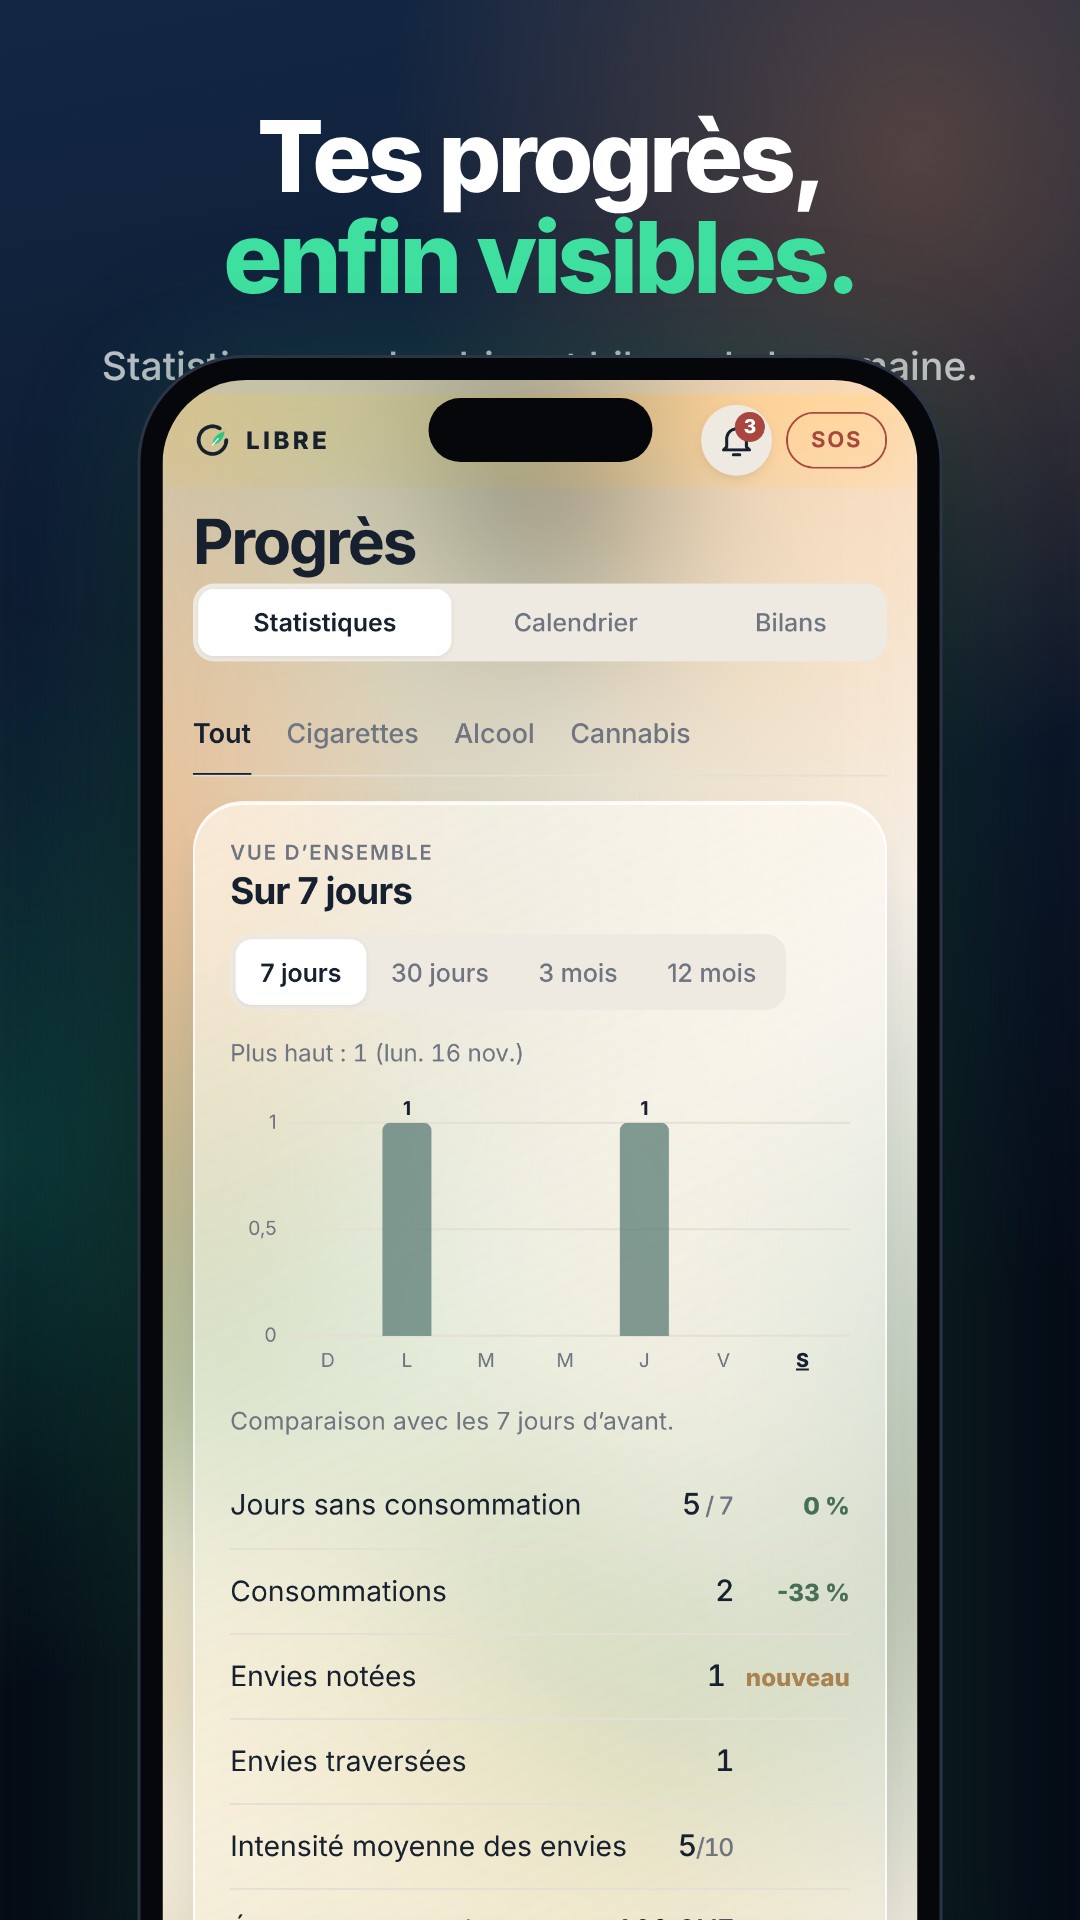 Tes progrès,
enfin visibles.
LIBRE
3
SOS
Progrès
Statistiques Calendrier Bilans
Tout Cigarettes Alcool Cannabis
VUE D’ENSEMBLE
Sur 7 jours
7 jours 30 jours 3 mois 12 mois
Plus haut : 1 (lun. 16 nov.)
1 1
1
0,5
0
D L M M J V S
Comparaison avec les 7 jours d’avant.
Jours sans consommation 5 / 7 0 %
Consommations 2 -33 %
Envies notées 1 nouveau
Envies traversées 1
Intensité moyenne des envies 5/10